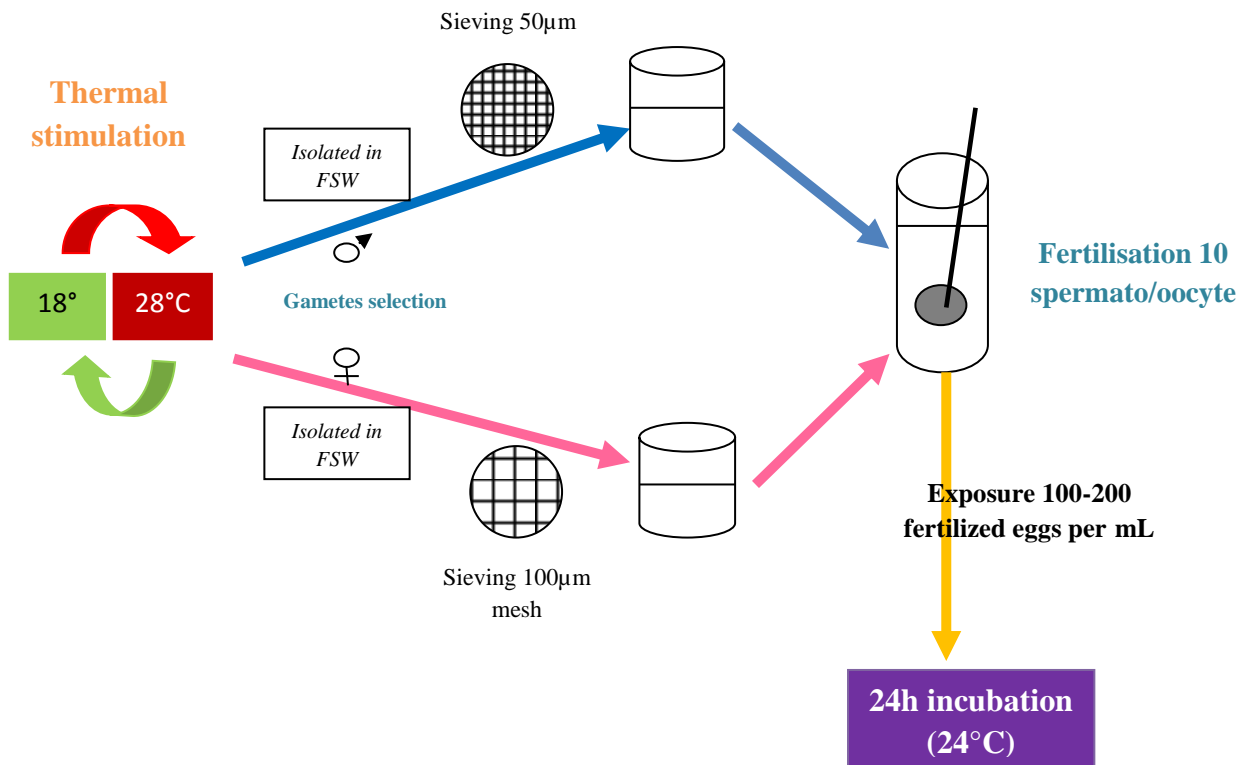 Sieving 50µm
Thermal
stimulation
Isolated in
FSW
18°
28°C
Gametes selection
Fertilisation 10
spermato/oocyte
Isolated in
FSW
Sieving 100µm
mesh
Exposure 100-200
fertilized eggs per mL
24h incubation
(24°C)